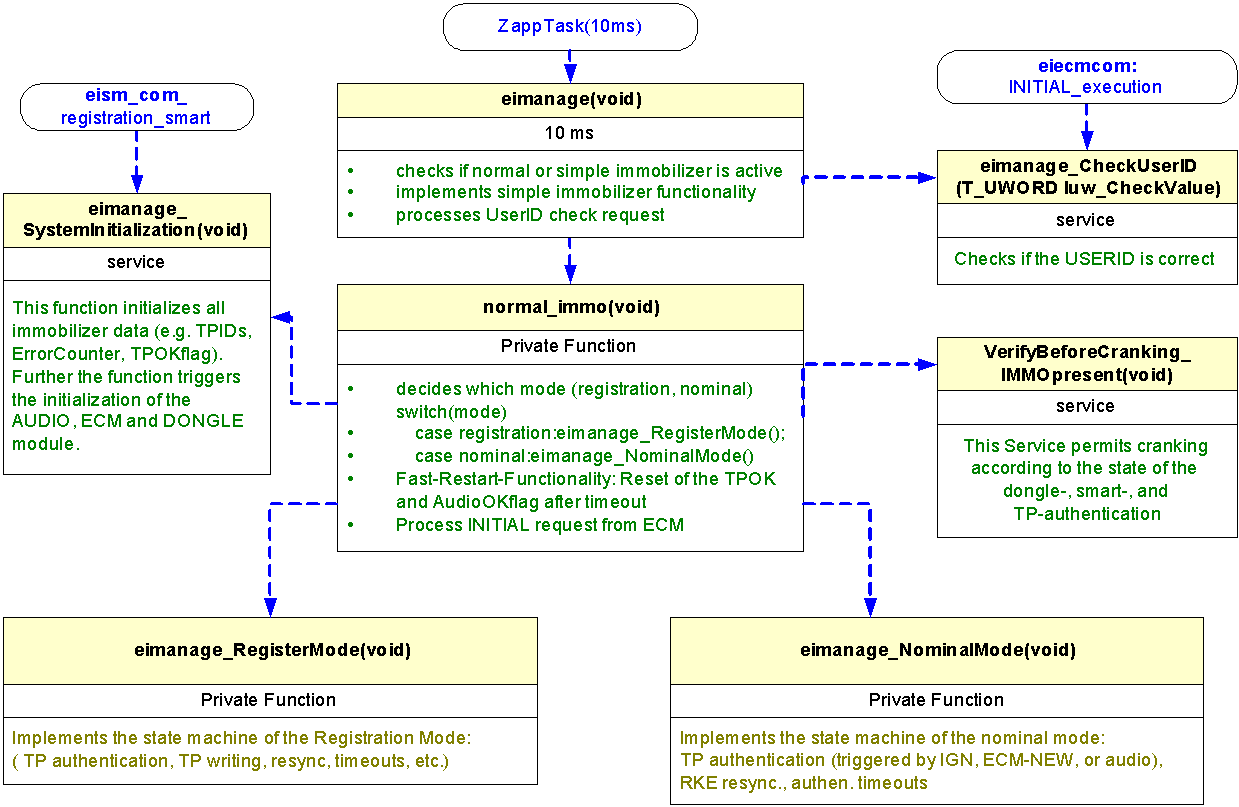 ZappTask(10ms)
eism_com_
registration_smart
eiecmcom:
INITIAL_execution
eimanage(void)
10 ms
• checks if normal or simple immobilizer is active
• implements simple immobilizer functionality
• processes UserID check request
eimanage_CheckUserID
(T_UWORD luw_CheckValue)
service
Checks if the USERID is correct
eimanage_
SystemInitialization(void)
service
This function initializes all
immobilizer data (e.g. TPIDs,
ErrorCounter, TPOKflag).
Further the function triggers
the initialization of the
AUDIO, ECM and DONGLE
module.
normal_immo(void)
Private Function
• decides which mode (registration, nominal)
switch(mode)
• case registration:eimanage_RegisterMode();
• case nominal:eimanage_NominalMode()
• Fast-Restart-Functionality: Reset of the TPOK
and AudioOKflag after timeout
• Process INITIAL request from ECM
VerifyBeforeCranking_
IMMOpresent(void)
service
This Service permits cranking
according to the state of the
dongle-, smart-, and
TP-authentication
eimanage_RegisterMode(void)
Private Function
Implements the state machine of the Registration Mode:
( TP authentication, TP writing, resync, timeouts, etc.)
eimanage_NominalMode(void)
Private Function
Implements the state machine of the nominal mode:
TP authentication (triggered by IGN, ECM-NEW, or audio),
RKE resync., authen. timeouts